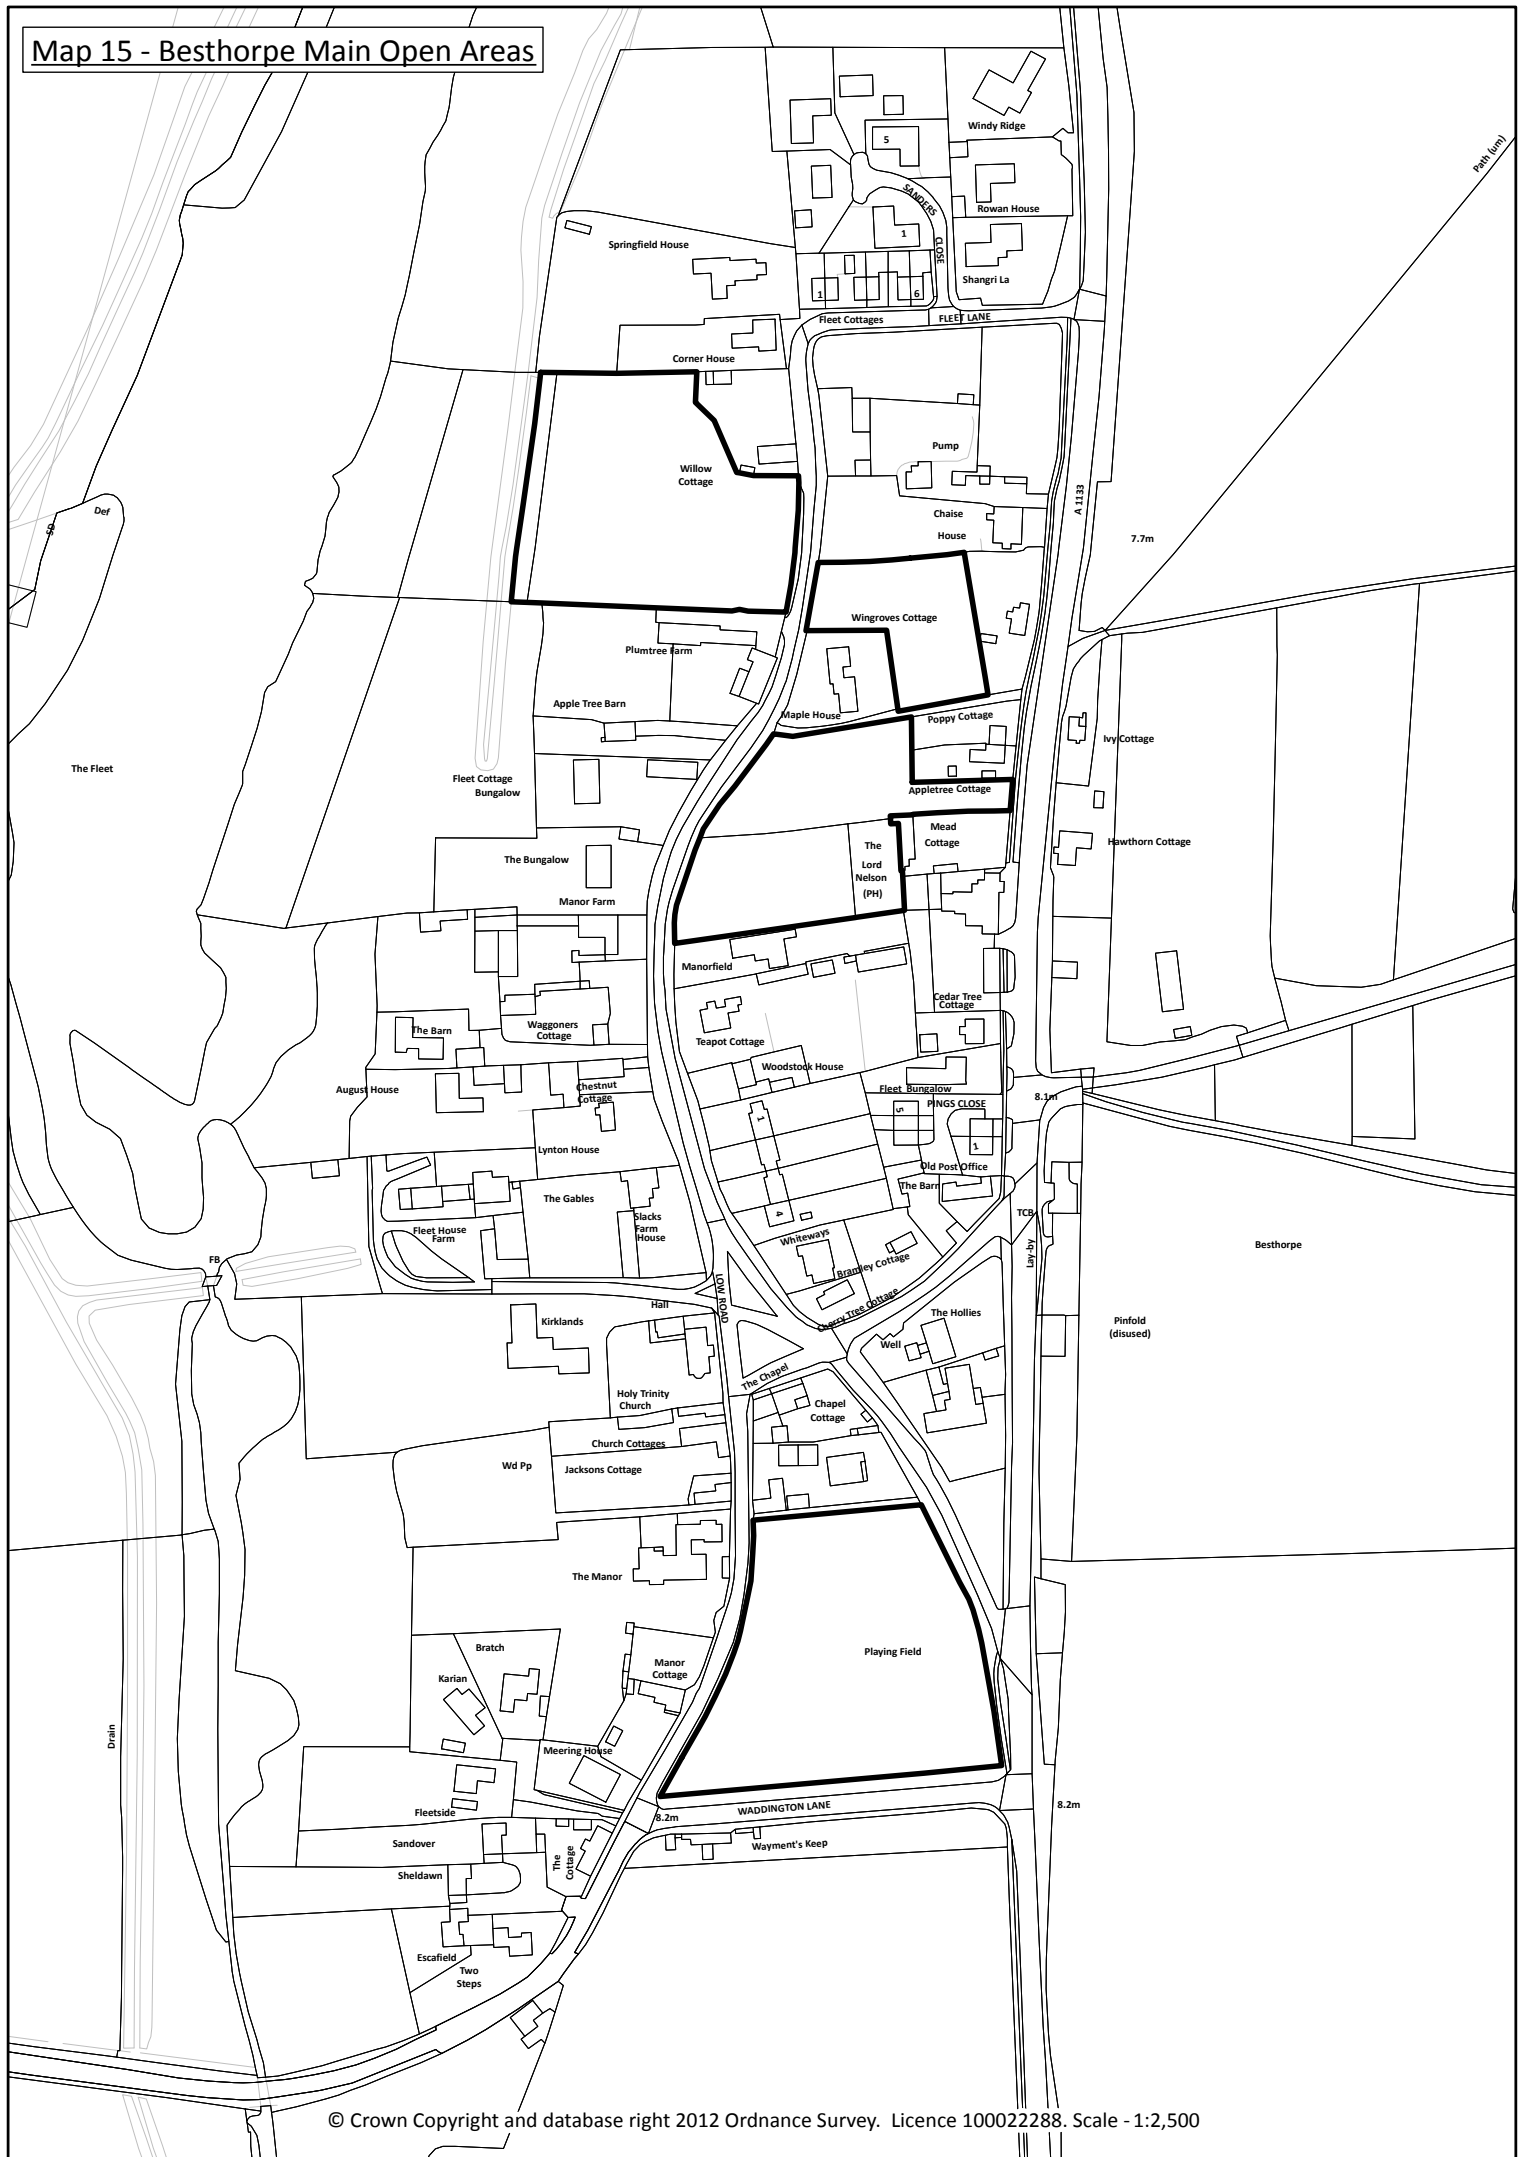 Map 15 - Besthorpe Main Open Areas
Windy Ridge
5
Path (um)
SANDERS
CLOSE
Rowan House
1
Springfield House
Shangri La
1
6
Fleet Cottages
FLEET LANE
Corner House
Pump
Willow
Cottage
A 1133
Def
SD
Chaise
House
7.7m
Wingroves Cottage
Plumtree Farm
Apple Tree Barn
Maple House
Poppy Cottage
Ivy Cottage
The Fleet
Fleet Cottage
Bungalow
Appletree Cottage
Mead
Cottage
Hawthorn Cottage
The
Lord
Nelson
(PH)
The Bungalow
Manor Farm
Manorfield
Cedar Tree
Cottage
Waggoners
Cottage
The Barn
Teapot Cottage
Woodstock House
August House
Chestnut
Cottage
Fleet Bungalow
PINGS CLOSE
8.1m
5
1
1
Lynton House
Old Post Office
The Barn
The Gables
4
Slacks
Farm
House
TCB
Fleet House
Farm
Whiteways
Bramley Cottage
Lay-by
Besthorpe
FB
LOW ROAD
Cherry Tree Cottage
Hall
Kirklands
The Hollies
Well
Pinfold
(disused)
The Chapel
Holy Trinity
Church
Chapel
Cottage
Church Cottages
Wd Pp
Jacksons Cottage
The Manor
Playing Field
Bratch
Manor
Cottage
Karian
Drain
Meering House
Fleetside
8.2m
WADDINGTON LANE
8.2m
Sandover
Wayment's Keep
The
Cottage
Sheldawn
Escafield
Two
Steps
© Crown Copyright and database right 2012 Ordnance Survey.  Licence 100022288. Scale - 1:2,500